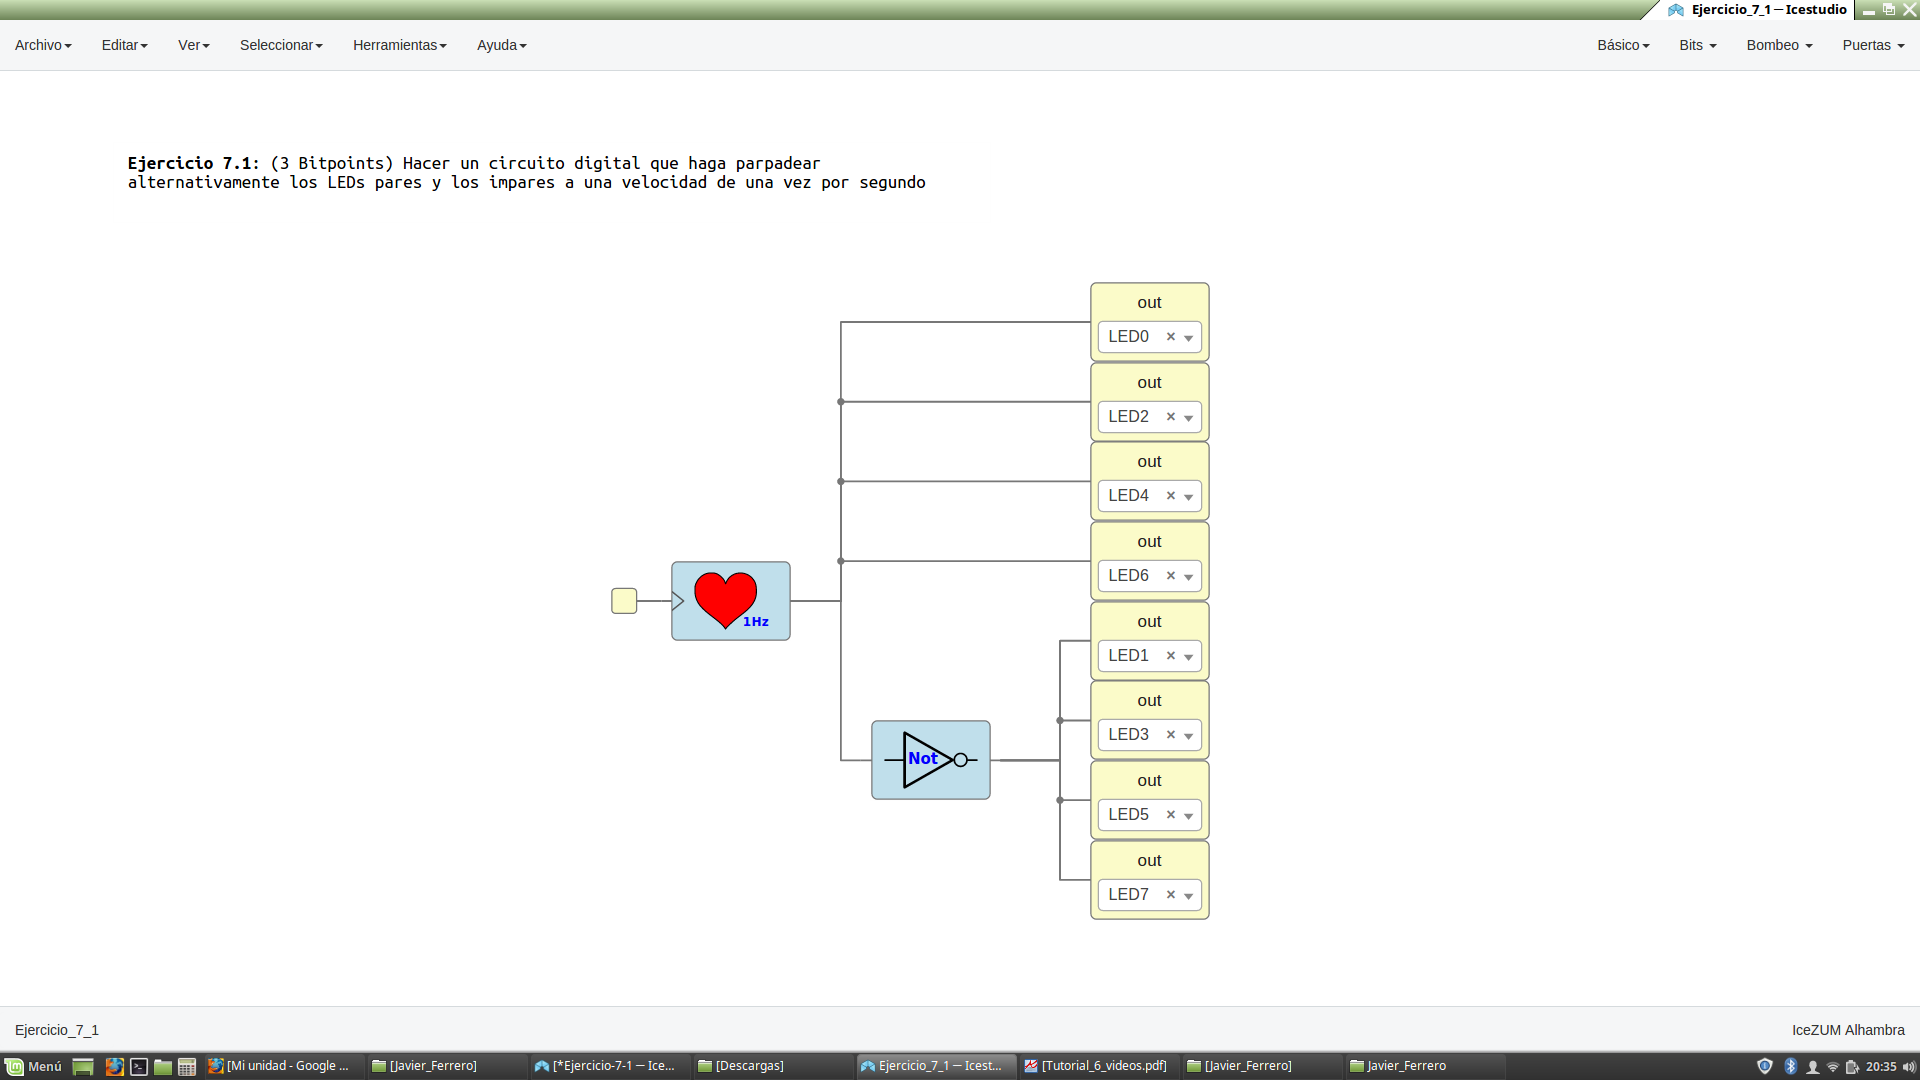 Ejercicio_7_1 — Icestudio
Archivo Editar Ver Seleccionar Herramientas Ayuda Básico Bits Bombeo Puertas
Ejercicio 7.1: (3 Bitpoints) Hacer un circuito digital que haga parpadear
alternativamente los LEDs pares y los impares a una velocidad de una vez por segundo
out
LED0 ×
out
LED2 ×
out
LED4 ×
out
LED6 ×
1Hz
out
LED1 ×
out
LED3 ×
Not
out
LED5 ×
out
LED7 ×
Ejercicio_7_1 IceZUM Alhambra
Menú [Mi unidad - Google ... [Javier_Ferrero] [*Ejercicio-7-1 — Ice... [Descargas] Ejercicio_7_1 — Icest... [Tutorial_6_videos.pdf] [Javier_Ferrero] Javier_Ferrero 20:35